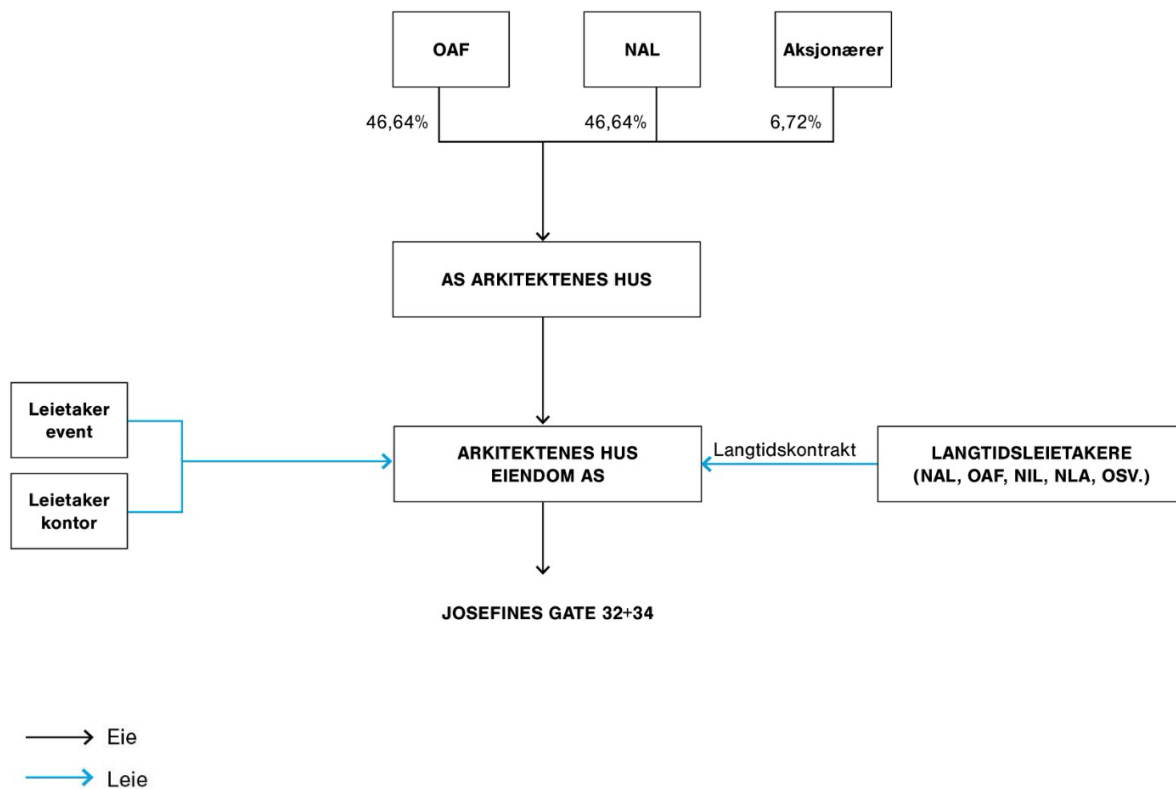 OAF
NAL
Aksjonærer
46,64%
46,64%
6,72%
AS ARKITEKTENES HUS
Leietaker
event
Leietaker
kontor
ARKITEKTENES HUS
EIENDOM AS
Langtidskontrakt
LANGTIDSLEIETAKERE
(NAL, OAF, NIL, NLA, OSV.)
JOSEFINES GATE 32+34
Eie
Leie